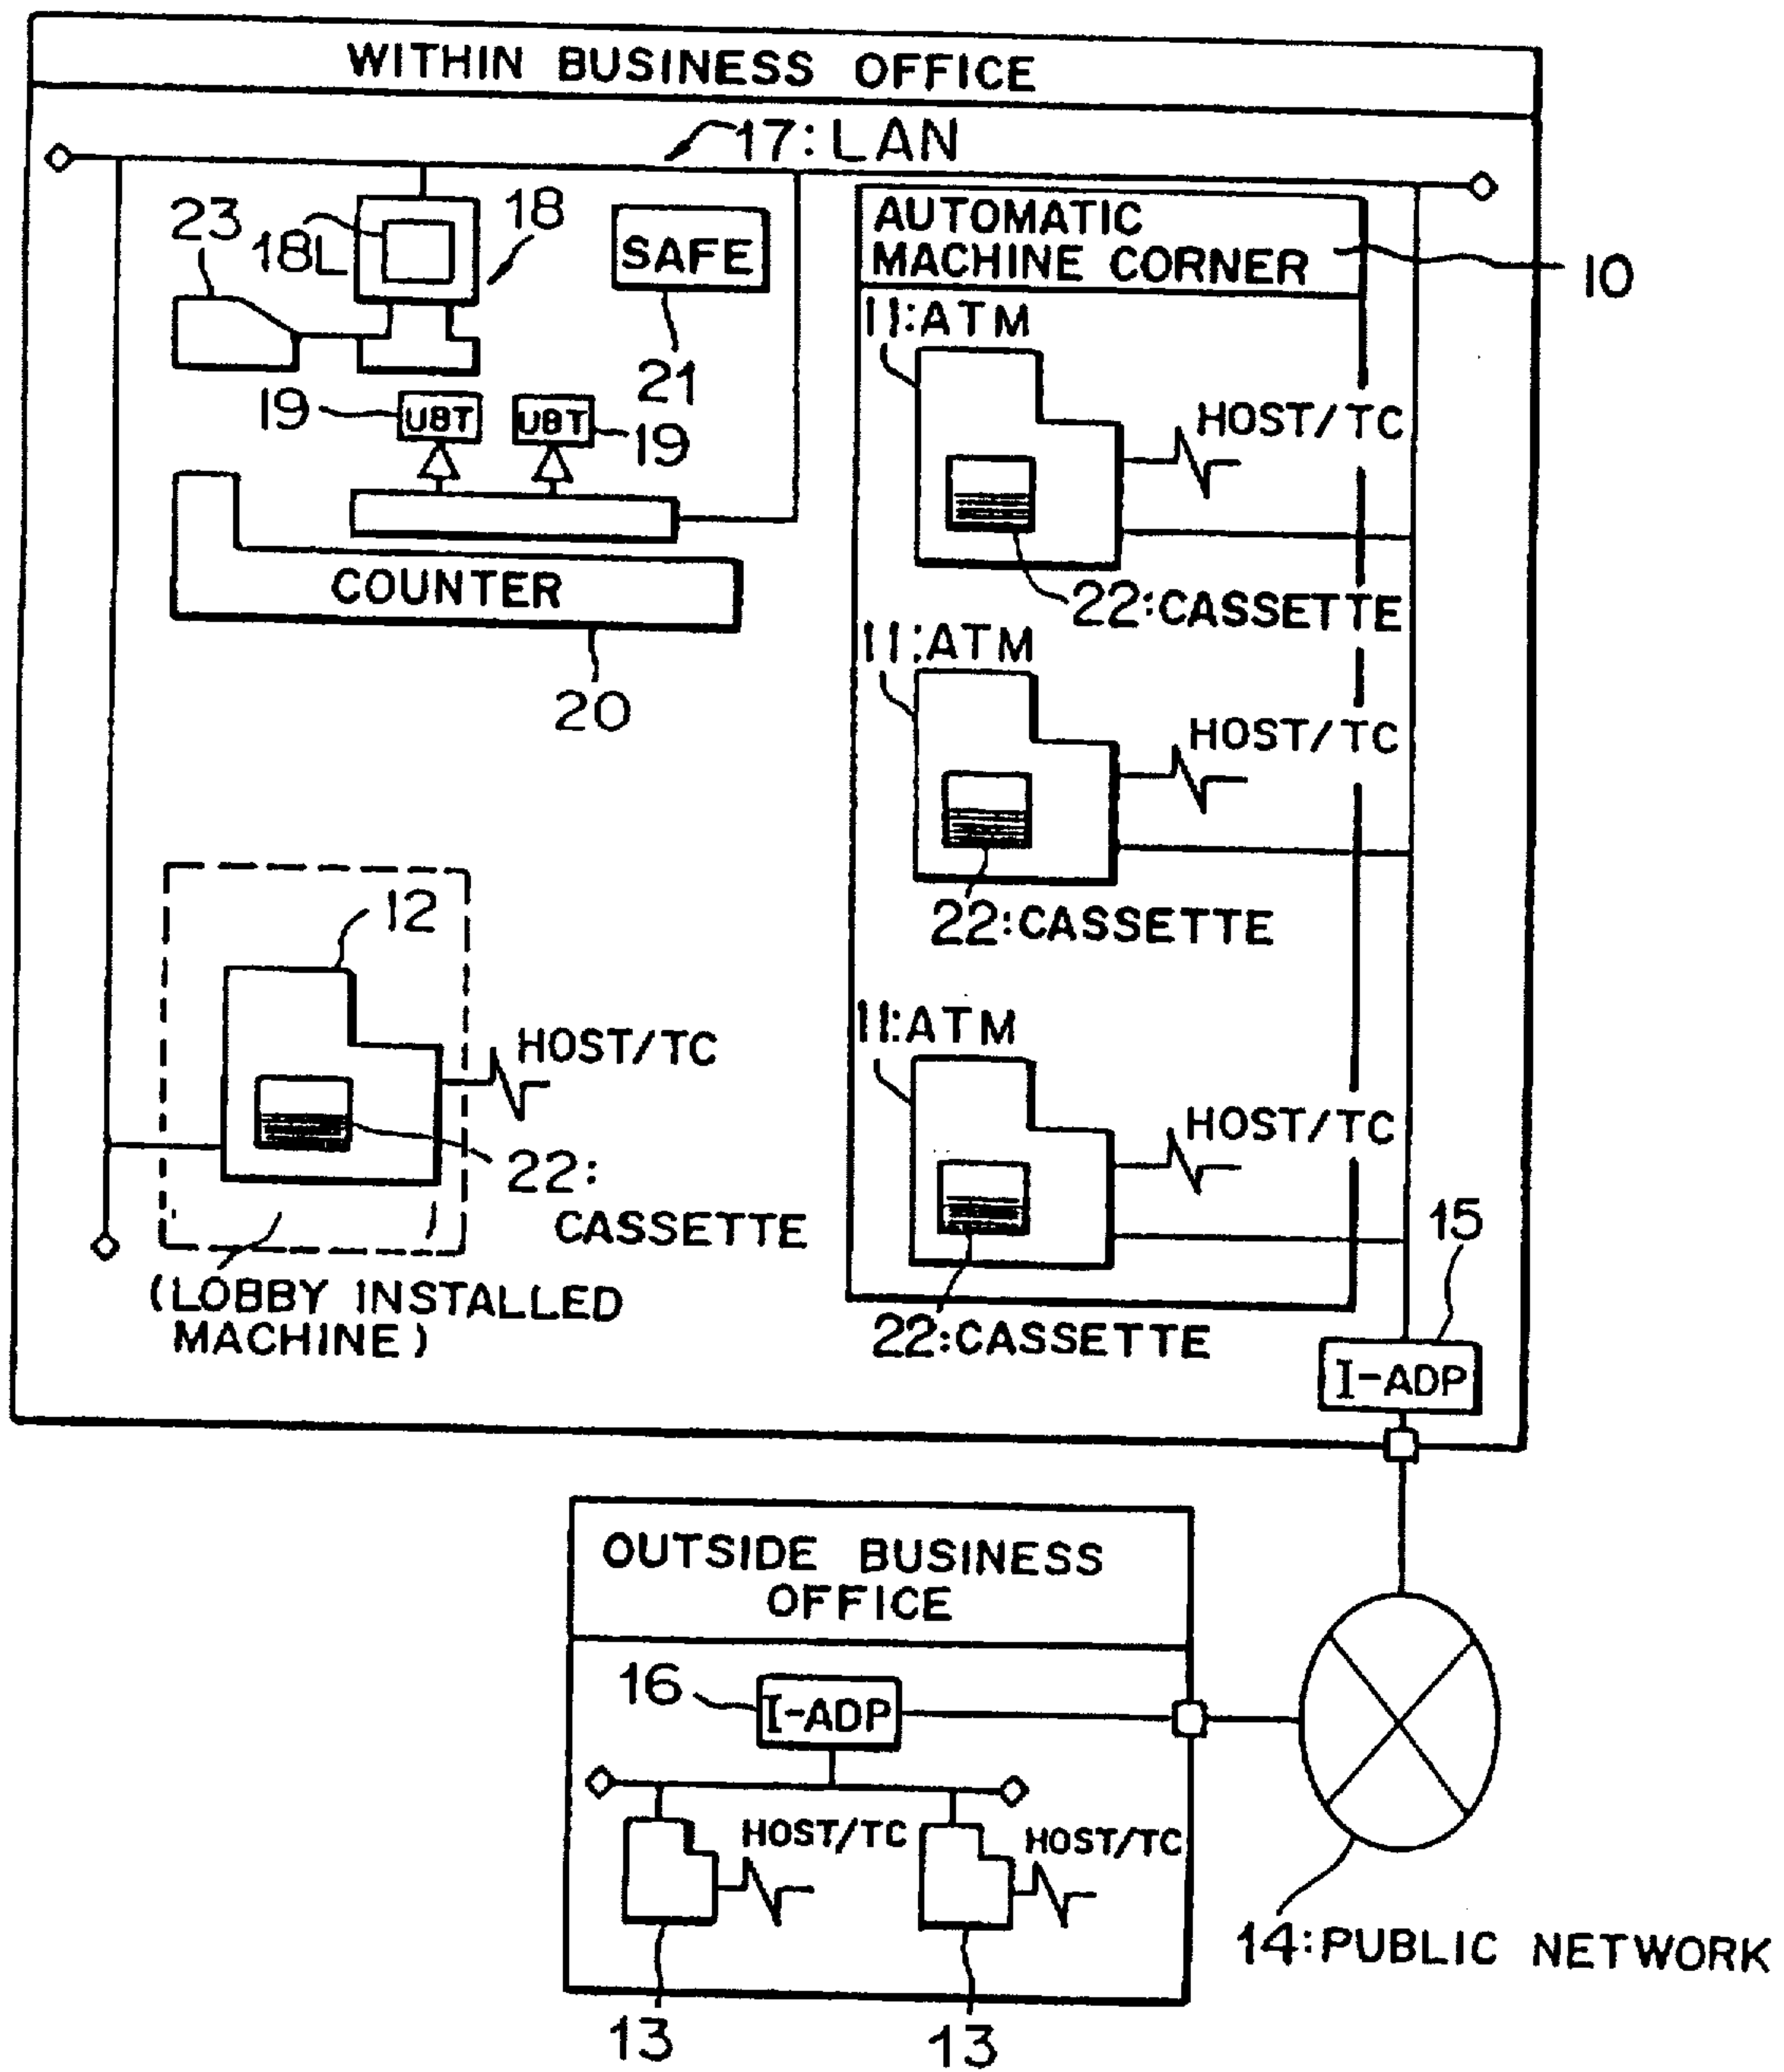 WITHIN BUSINESS OFFICE
17: LAN
23
18L
18
SAFE
21
AUTOMATIC
MACHINE CORNER
10
11:ATM
HOST/TC
22:CASSETTE
19
UBT
UBT
19
COUNTER
20
11:ATM
HOST/TC
22:CASSETTE
12
HOST/TC
22:
CASSETTE
(LOBBY INSTALLED
MACHINE)
11:ATM
HOST/TC
22:CASSETTE
15
I-ADP
OUTSIDE BUSINESS
OFFICE
16
I-ADP
HOST/TC
HOST/TC
13
13
14:PUBLIC NETWORK